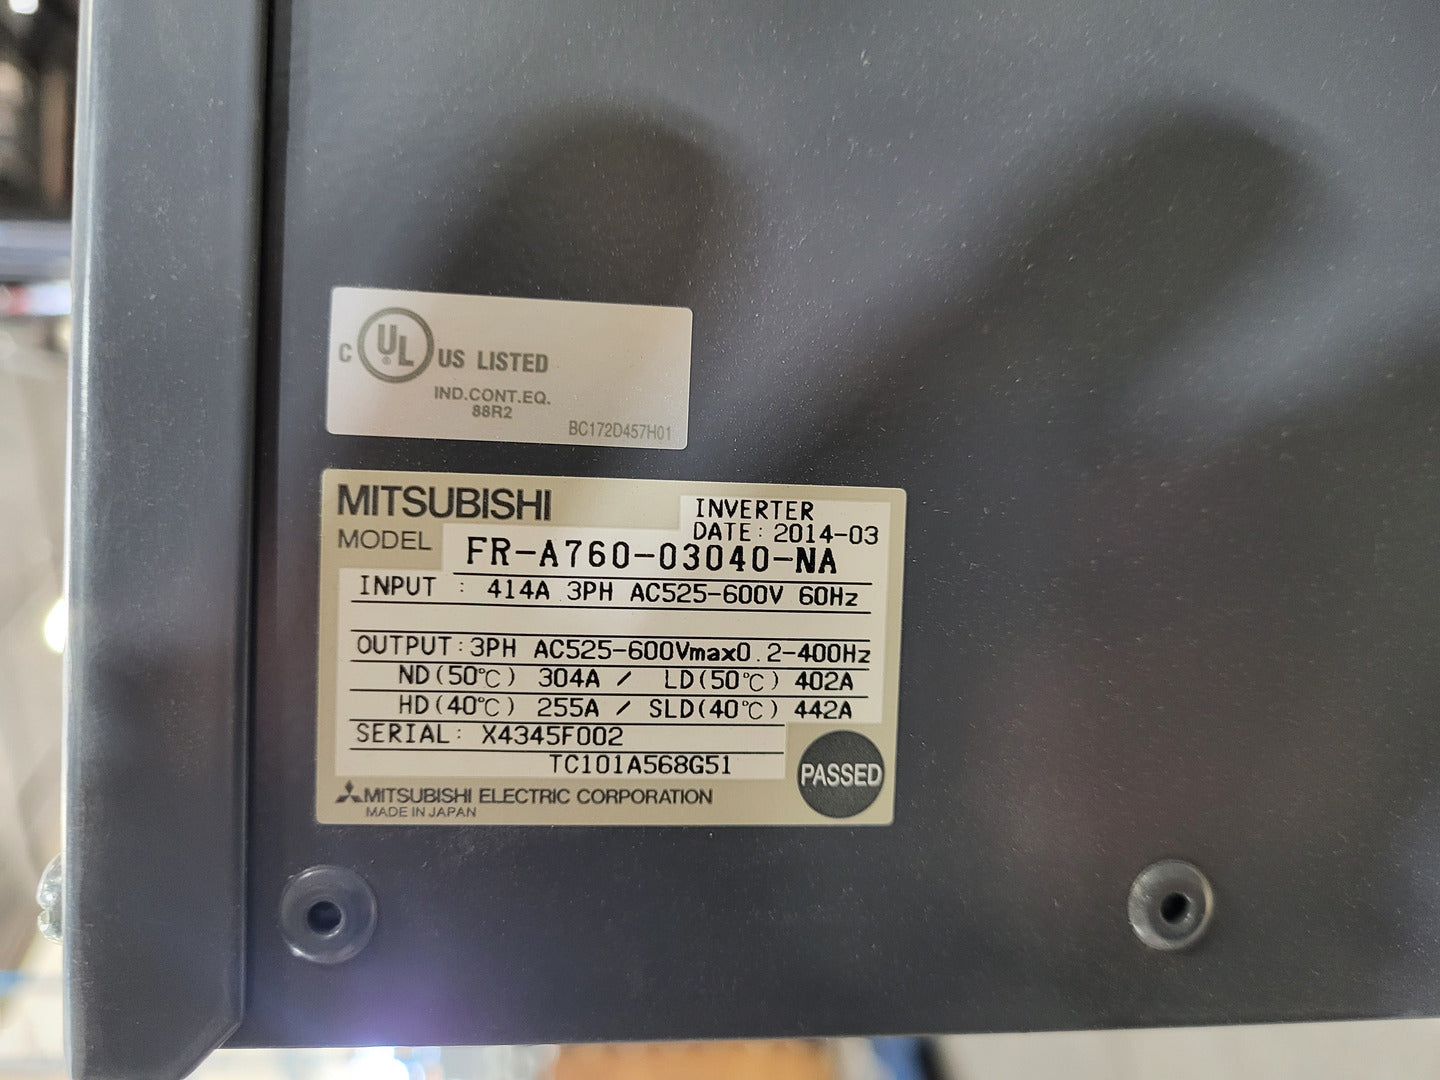 C UL® US LISTED
IND.CONT.EQ.
88R2
BC172D457H01
MITSUBISHI
INVERTER
DATE: 2014-03
MODEL FR-A760-03040-NA
INPUT : 414A 3PH AC525-600V 60Hz
OUTPUT:3PH AC525-600Vmax0.2-400Hz
ND(50℃) 304A / LD(50℃) 402A
HD(40℃) 255A / SLD(40℃) 442A
SERIAL: X4345F002
TC101A568G51
PASSED
MITSUBISHI ELECTRIC CORPORATION
MADE IN JAPAN